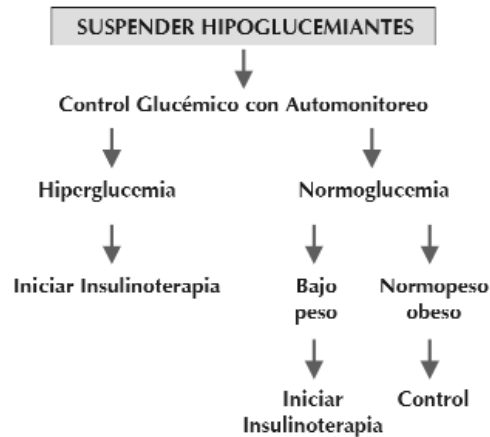 SUSPENDER HIPOGLUCEMIANTES
Control Glucémico con Automonitoreo
Hiperglucemia
Normoglucemia
Iniciar Insulinoterapia
Bajo
peso
Normopeso
obeso
Iniciar
Insulinoterapia
Control